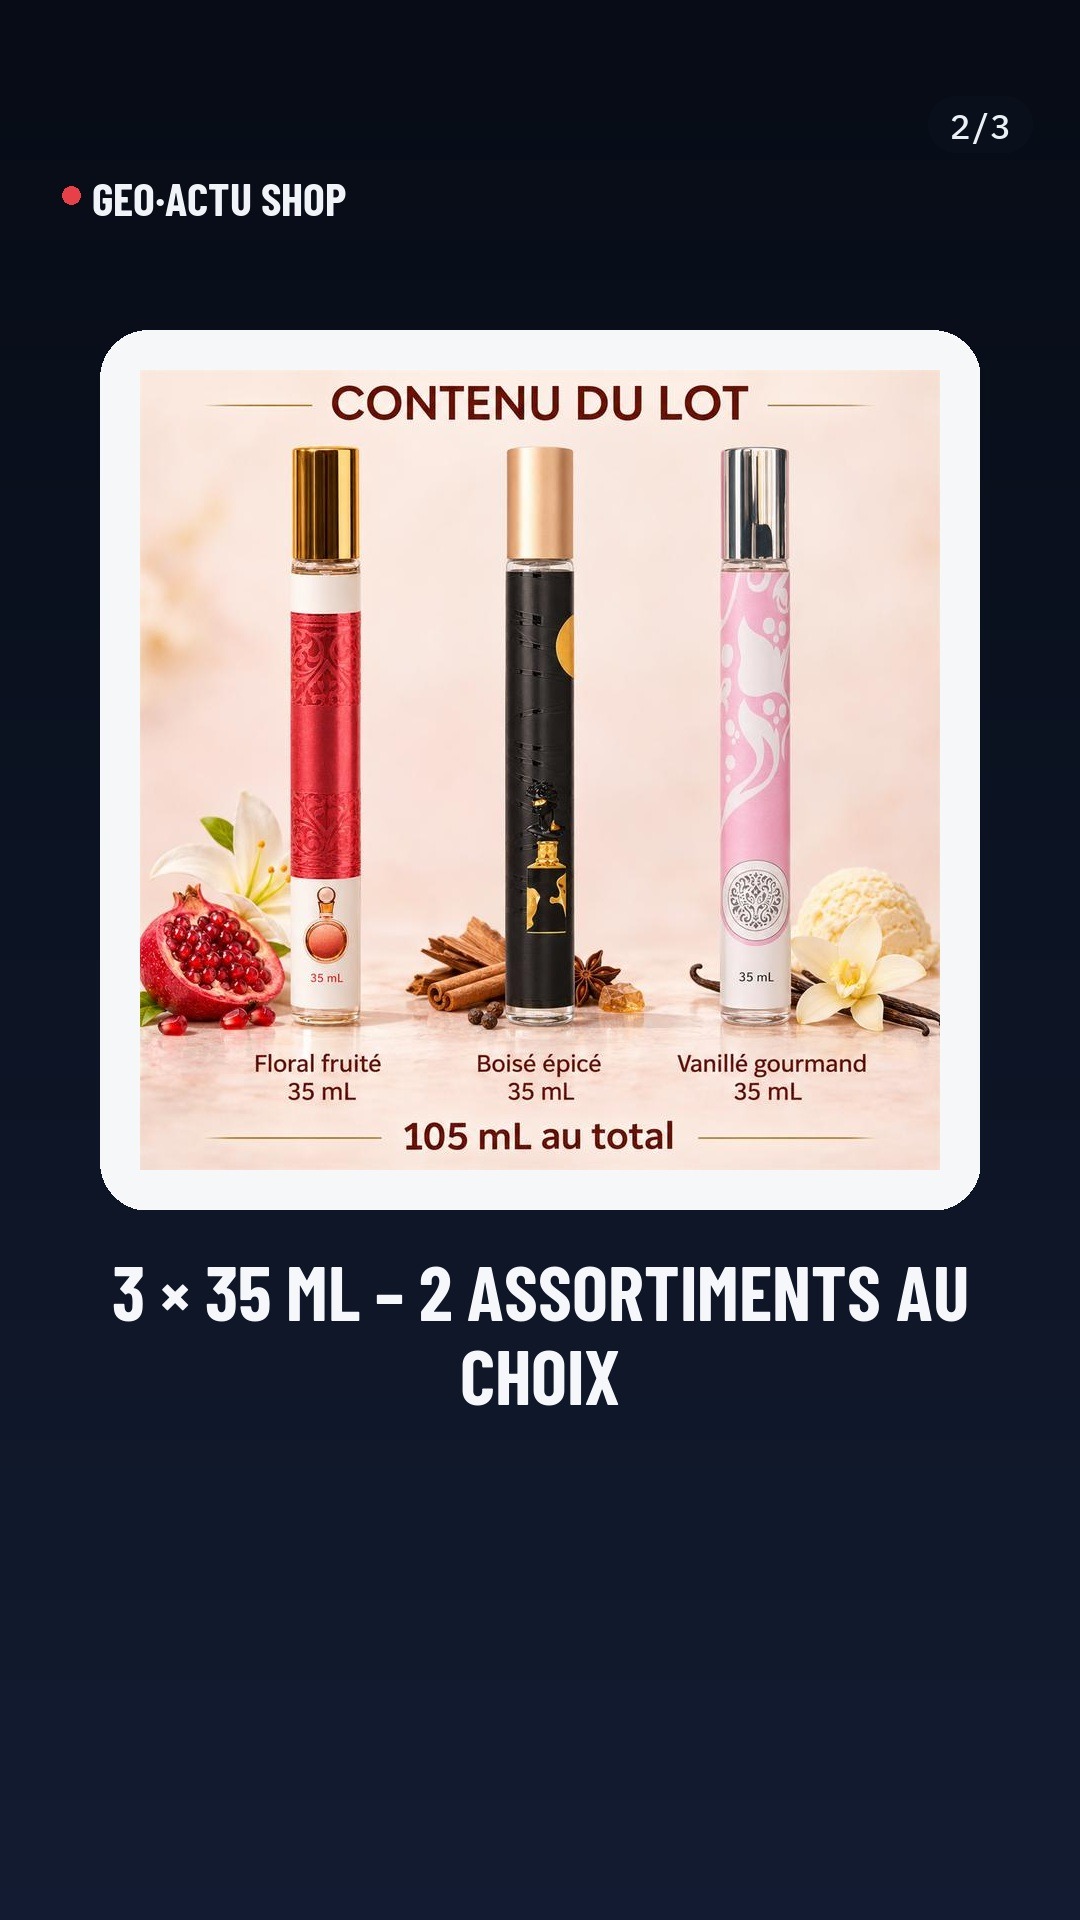 2/3
GEO·ACTU SHOP
CONTENU DU LOT
35 mL
35 mL
Floral fruité
35 mL
Boisé épicé
35 mL
Vanillé gourmand
35 mL
105 mL au total
3 × 35 ML – 2 ASSORTIMENTS AU
CHOIX